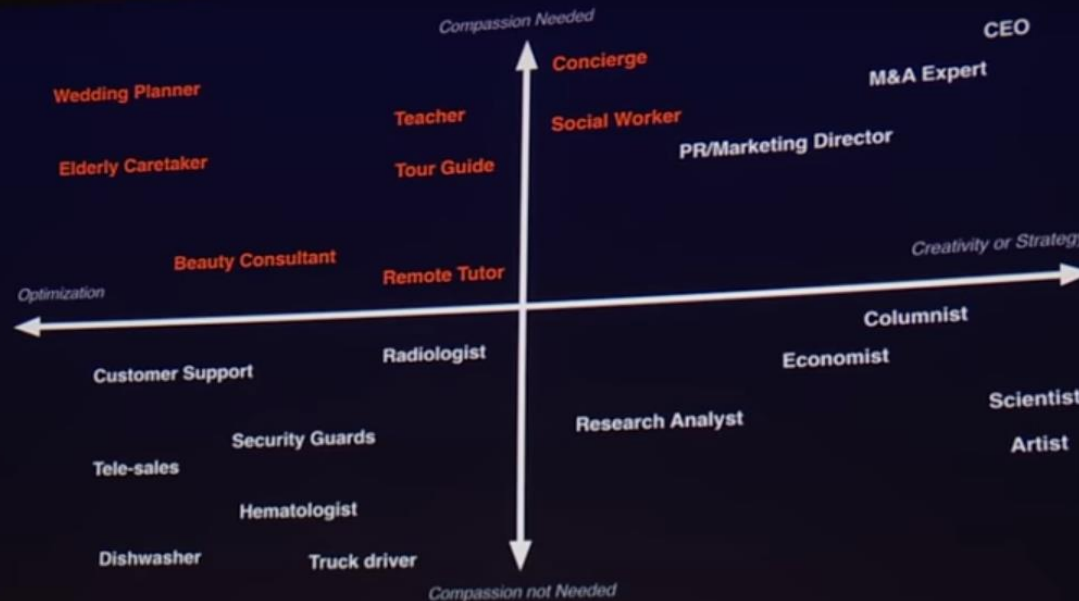 Compassion Needed
CEO
Concierge
M&A Expert
Wedding Planner
Teacher
Social Worker
PR/Marketing Director
Elderly Caretaker
Tour Guide
Creativity or Strategy
Beauty Consultant
Remote Tutor
Optimization
Columnist
Radiologist
Economist
Customer Support
Scientist
Research Analyst
Security Guards
Artist
Tele-sales
Hematologist
Dishwasher
Truck driver
Compassion not Needed